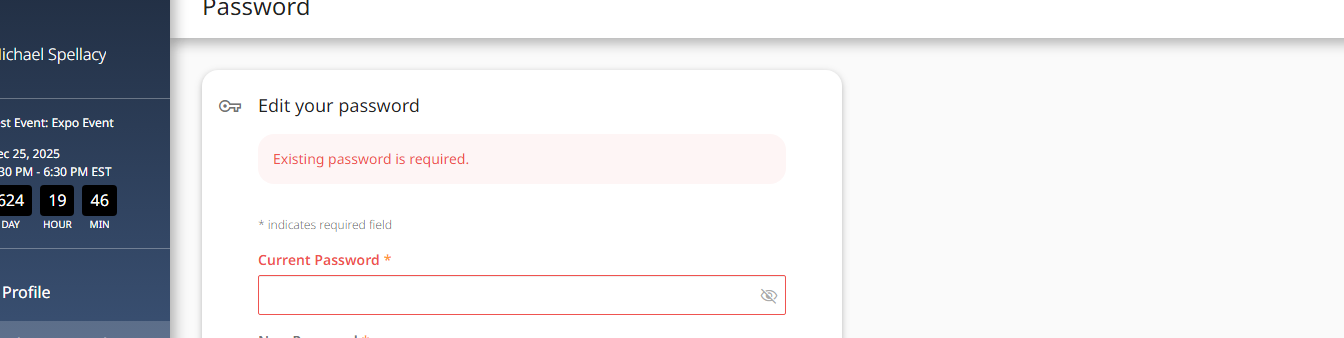 Password
ichael Spellacy
st Event: Expo Event
ec 25, 2025
30 PM - 6:30 PM EST
624 19 46
DAY HOUR MIN
Profile
Edit your password
Existing password is required.
* indicates required field
Current Password *